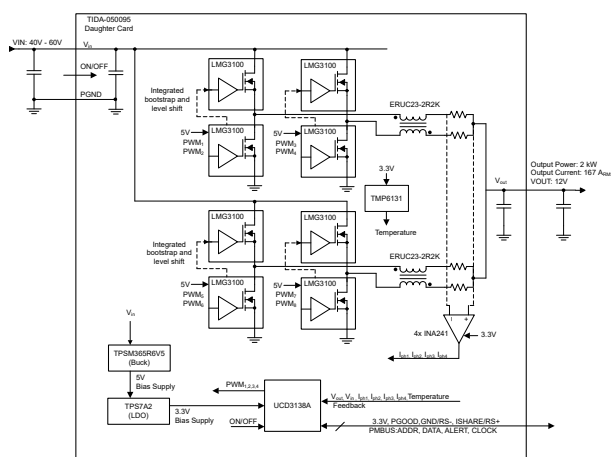 TIDA-050095
Daughter Card
VIN: 40V - 60V
Vin
ON/OFF
PGND
LMG3100
LMG3100
Integrated
bootstrap and
level shift
LMG3100
LMG3100
5V
PWM1
PWM2
5V
PWM3
PWM4
ERUC23-2R2K
3.3V
TMP6131
Temperature
Output Power: 2 kW
Output Current: 167 ARM
VOUT: 12V
Vout
LMG3100
LMG3100
Integrated
bootstrap and
level shift
LMG3100
LMG3100
5V
PWM5
PWM6
5V
PWM7
PWM8
ERUC23-2R2K
- +
4x INA241
3.3V
Iph1, Iph2, Iph3, Iph4
Vin
TPSM365R6V5
(Buck)
5V
Bias Supply
TPS7A2
(LDO)
3.3V
Bias Supply
PWM1,2,3,4
ON/OFF
UCD3138A
Vout, Vin, Iph1, Iph2, Iph3, Iph4, Temperature
Feedback
3.3V, PGOOD,GND/RS-, ISHARE/RS+
PMBUS:ADDR, DATA, ALERT, CLOCK